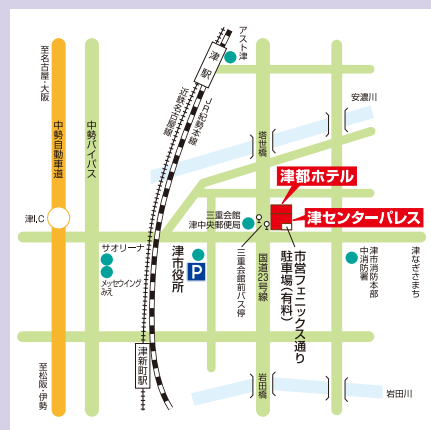 アスト津
津駅
至名古屋・大阪
近鉄名古屋線
JR紀勢本線
安濃川
中勢自動車道
中勢バイパス
塔世橋
津都ホテル
津センターパレス
津I.C
三重会館
津中央郵便局
サオリーナ
メッセウイング
みえ
津市役所
P
三重会館前バス停
国道23号線
市営フェニックス通り
駐車場(有料)
津市消防本部
中消防署
津なぎさまち
津新町駅
至松阪・伊勢
岩田橋
岩田川